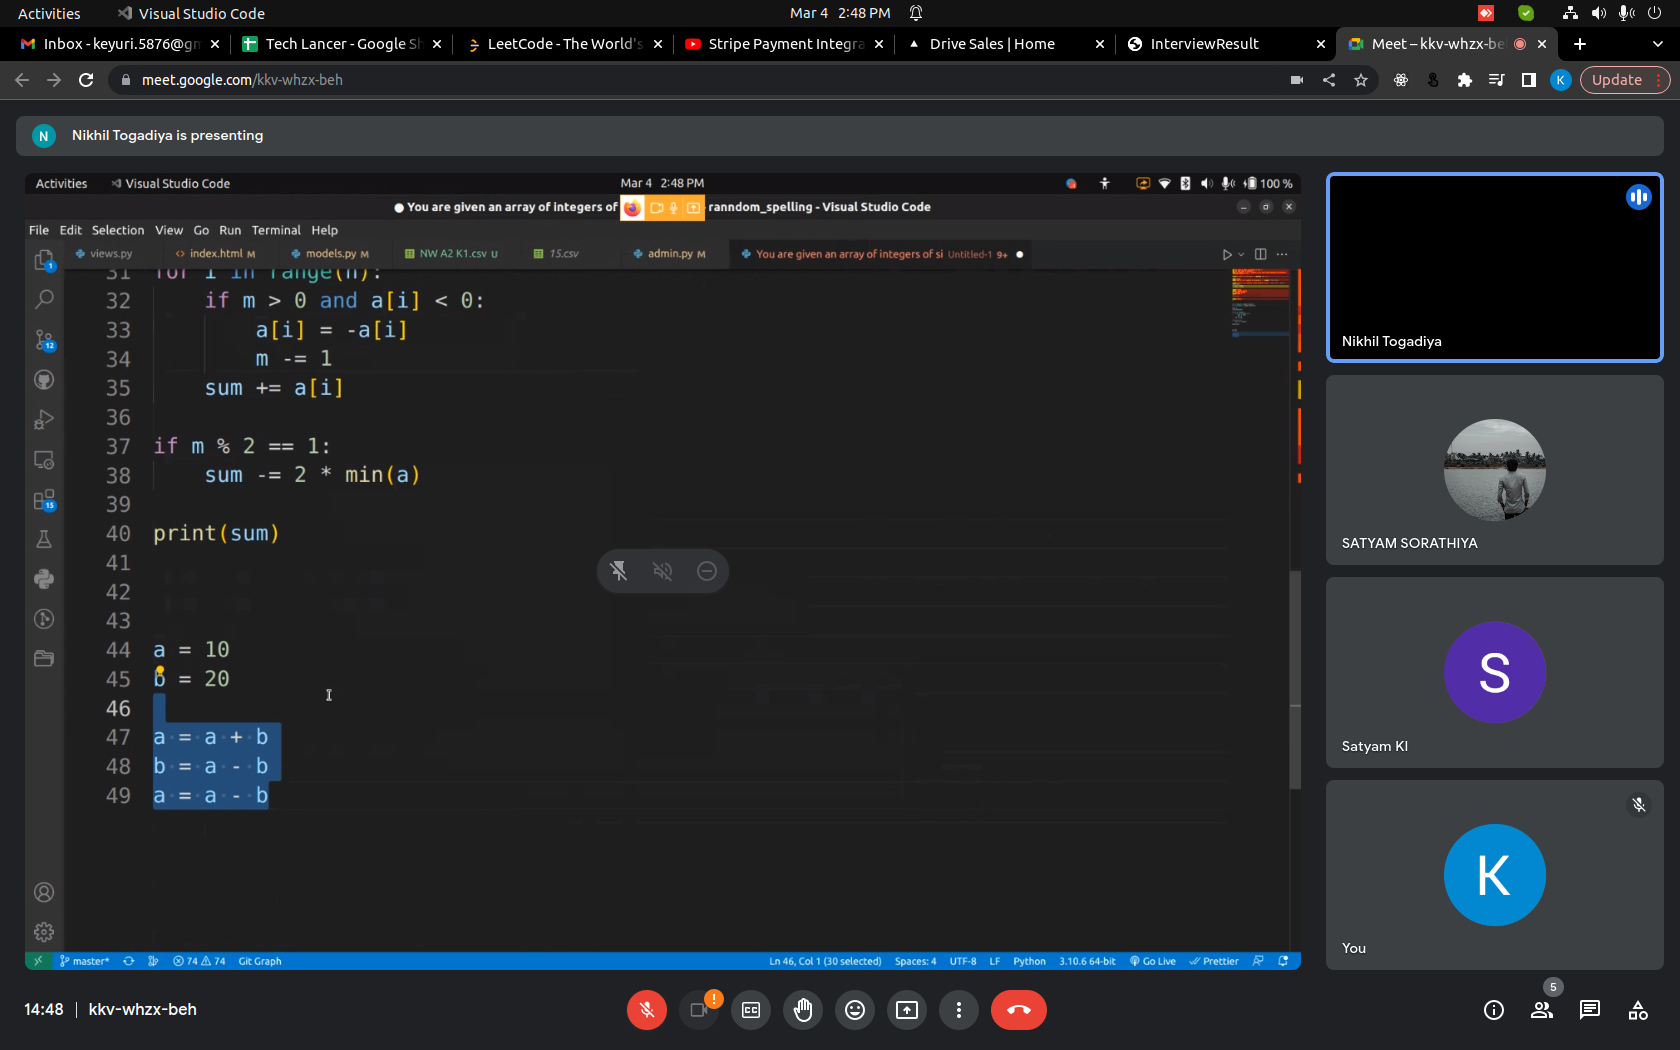 Activities Visual Studio Code Mar 4 2:48 PM
Inbox - keyuri.5876@gm Tech Lancer - Google Sh LeetCode - The World's Stripe Payment Integra Drive Sales | Home InterviewResult Meet – kkv-whzx-be
meet.google.com/kkv-whzx-beh K Update
N Nikhil Togadiya is presenting
Activities Visual Studio Code Mar 4 2:48 PM 100 %
You are given an array of integers of - ranndom_spelling - Visual Studio Code
File Edit Selection View Go Run Terminal Help
views.py index.html M models.py M NW A2 K1.csv U 15.csv admin.py M You are given an array of integers of si Untitled-1 9+
31 for i in range(n):
32 if m > 0 and a[i] < 0:
33 a[i] = -a[i]
34 m -= 1
35 sum += a[i]
36
37 if m % 2 == 1:
38 sum -= 2 * min(a)
39
40 print(sum)
41
42
43
44 a = 10
45 b = 20
46
47 a = a + b
48 b = a - b
49 a = a - b
1
12
15
master* 74 74 Git Graph Ln 46, Col 1 (30 selected) Spaces: 4 UTF-8 LF Python 3.10.6 64-bit Go Live Prettier
Nikhil Togadiya
SATYAM SORATHIYA
S
Satyam KI
K
You
14:48 | kkv-whzx-beh
5